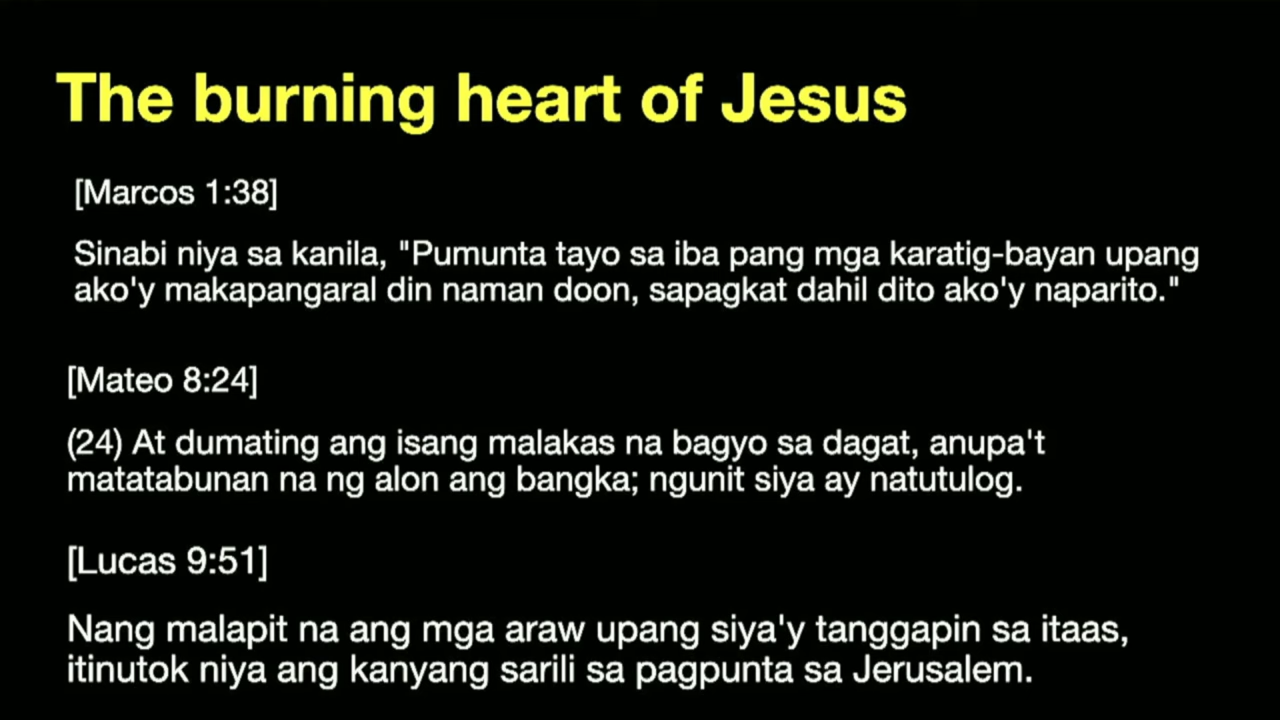 The burning heart of Jesus
[Marcos 1:38]
Sinabi niya sa kanila, "Pumunta tayo sa iba pang mga karatig-bayan upang
ako'y makapangaral din naman doon, sapagkat dahil dito ako'y naparito."
[Mateo 8:24]
(24) At dumating ang isang malakas na bagyo sa dagat, anupa't
matatabunan na ng alon ang bangka; ngunit siya ay natutulog.
[Lucas 9:51]
Nang malapit na ang mga araw upang siya'y tanggapin sa itaas,
itinutok niya ang kanyang sarili sa pagpunta sa Jerusalem.